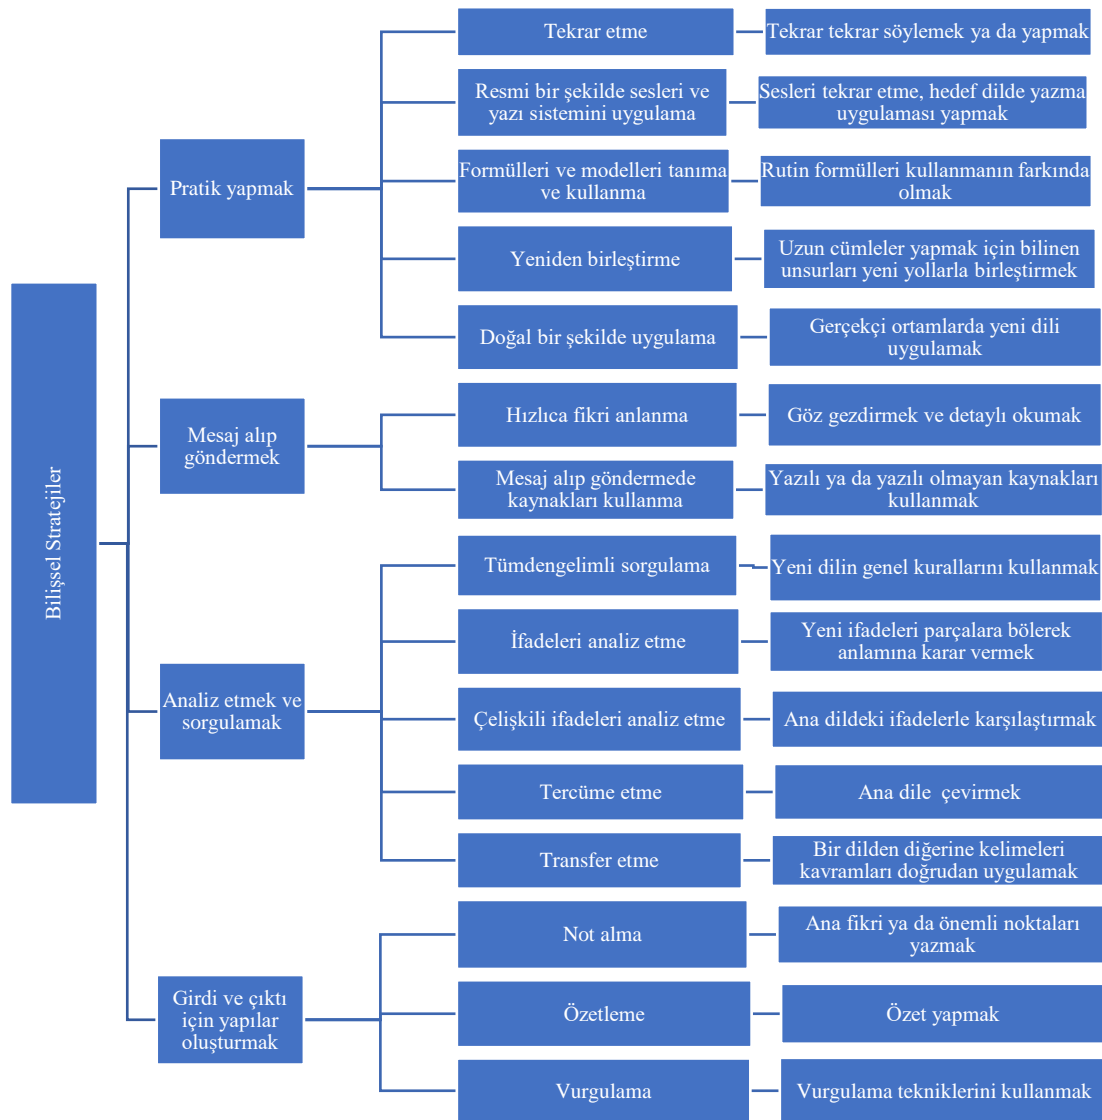 Bilişsel Stratejiler
Pratik yapmak
Tekrar etme
Tekrar tekrar söylemek ya da yapmak
Resmi bir şekilde sesleri ve
yazı sistemini uygulama
Sesleri tekrar etme, hedef dilde yazma
uygulaması yapmak
Formülleri ve modelleri tanıma
ve kullanma
Rutin formülleri kullanmanın farkında
olmak
Yeniden birleştirme
Uzun cümleler yapmak için bilinen
unsurları yeni yollarla birleştirmek
Doğal bir şekilde uygulama
Gerçekçi ortamlarda yeni dili
uygulamak
Mesaj alıp
göndermek
Hızlıca fikri anlanma
Göz gezdirmek ve detaylı okumak
Mesaj alıp göndermede
kaynakları kullanma
Yazılı ya da yazılı olmayan kaynakları
kullanmak
Analiz etmek ve
sorgulamak
Tümdengelimli sorgulama
Yeni dilin genel kurallarını kullanmak
İfadeleri analiz etme
Yeni ifadeleri parçalara bölerek
anlamına karar vermek
Çelişkili ifadeleri analiz etme
Ana dildeki ifadelerle karşılaştırmak
Tercüme etme
Ana dile çevirmek
Transfer etme
Bir dilden diğerine kelimeleri
kavramları doğrudan uygulamak
Girdi ve çıktı
için yapılar
oluşturmak
Not alma
Ana fikri ya da önemli noktaları
yazmak
Özetleme
Özet yapmak
Vurgulama
Vurgulama tekniklerini kullanmak